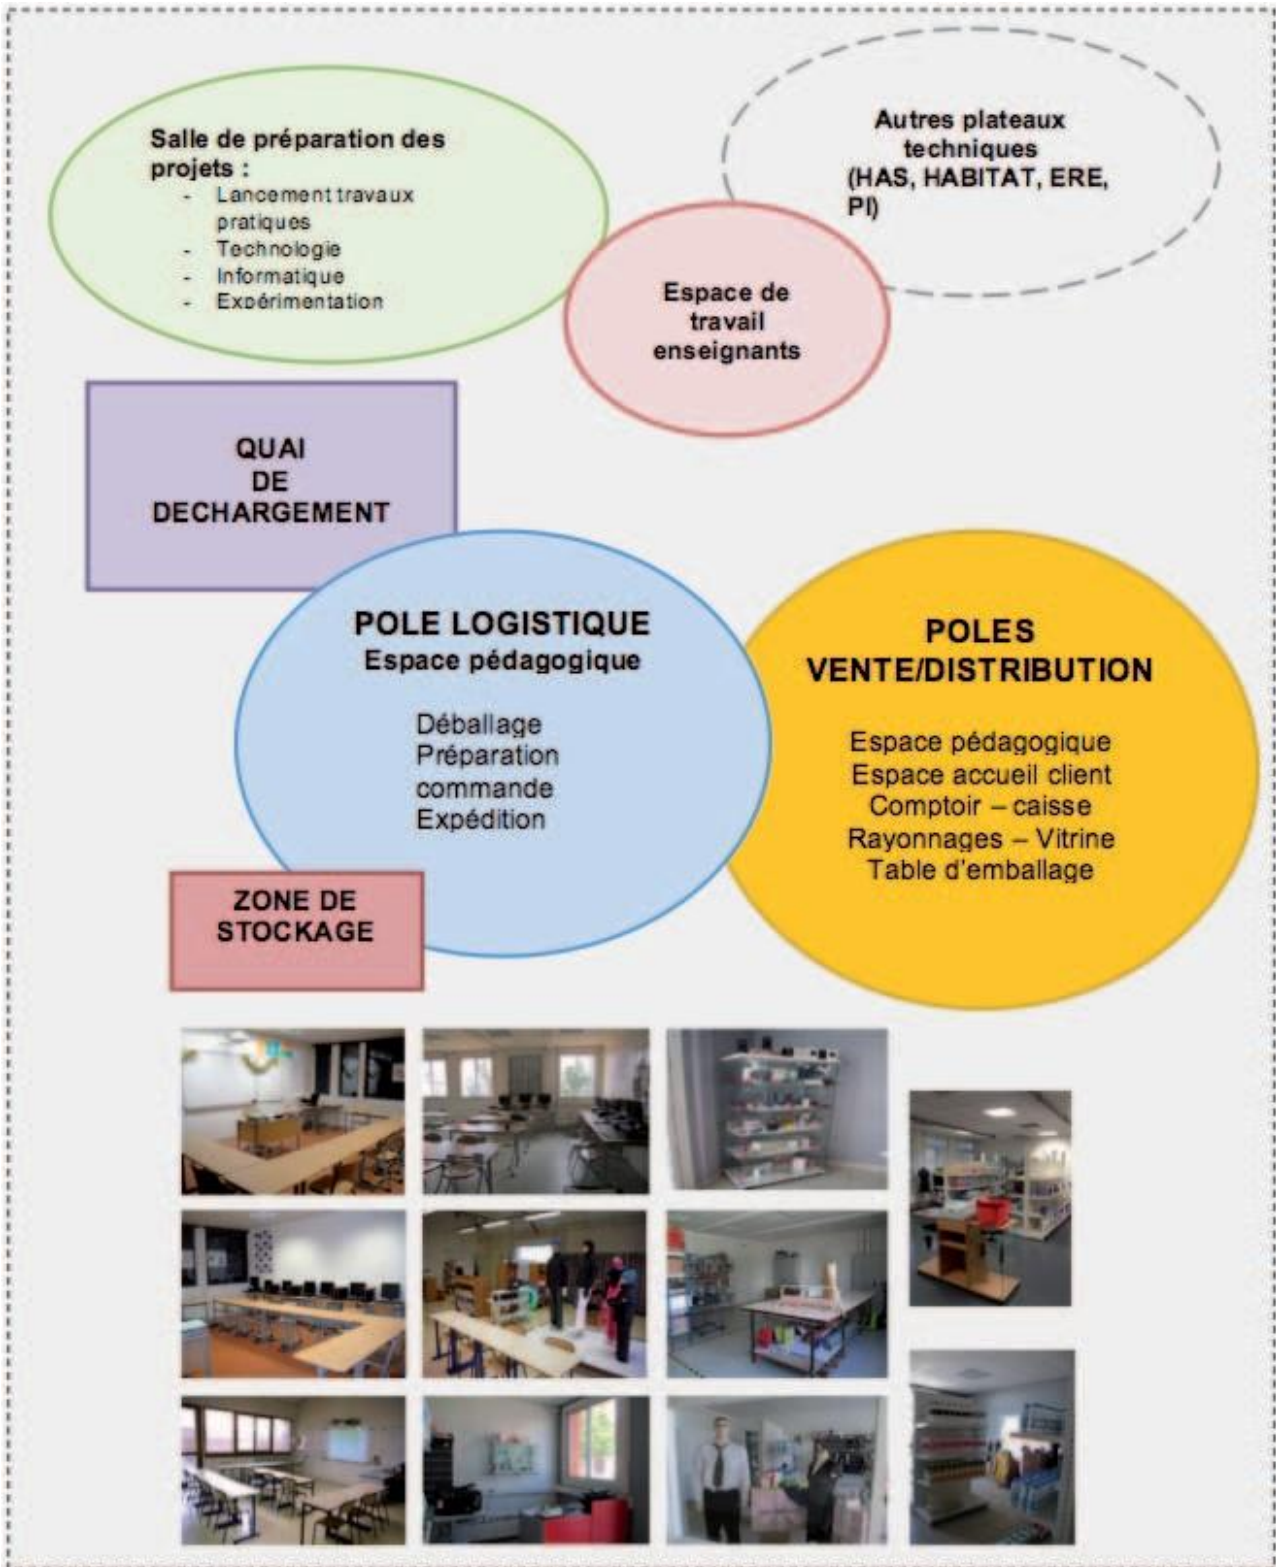 Salle de préparation des
projets :
- Lancement travaux
pratiques
- Technologie
- Informatique
- Expérimentation
Autres plateaux
techniques
(HAS, HABITAT, ERE,
PI)
Espace de
travail
enseignants
QUAI
DE
DECHARGEMENT
POLE LOGISTIQUE
Espace pédagogique
Déballage
Préparation
commande
Expédition
POLES
VENTE/DISTRIBUTION
Espace pédagogique
Espace accueil client
Comptoir – caisse
Rayonnages – Vitrine
Table d'emballage
ZONE DE
STOCKAGE